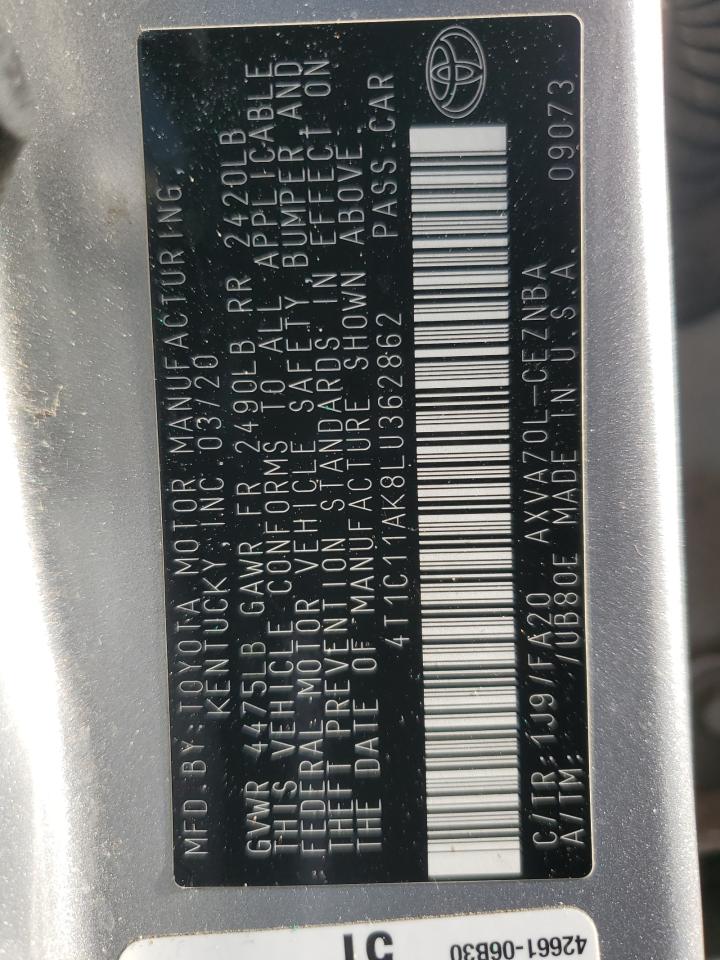 MFD.BY: TOYOTA MOTOR MANUFACTURING
KENTUCKY, INC. 03/20
GVWR 4475LB GAWR FR 2490LB RR 2420LB
THIS VEHICLE CONFORMS TO ALL APPLICABLE
FEDERAL MOTOR VEHICLE SAFETY, BUMPER AND
THEFT PREVENTION STANDARDS IN EFFECT ON
THE DATE OF MANUFACTURE SHOWN ABOVE.
4T1C11AK8LU362862 PASS.CAR
C/TR:1J9/FA20 AXVA70L-CEZNBA
A/TM: /UB80E MADE IN U.S.A. 09073
51
42661-06B30